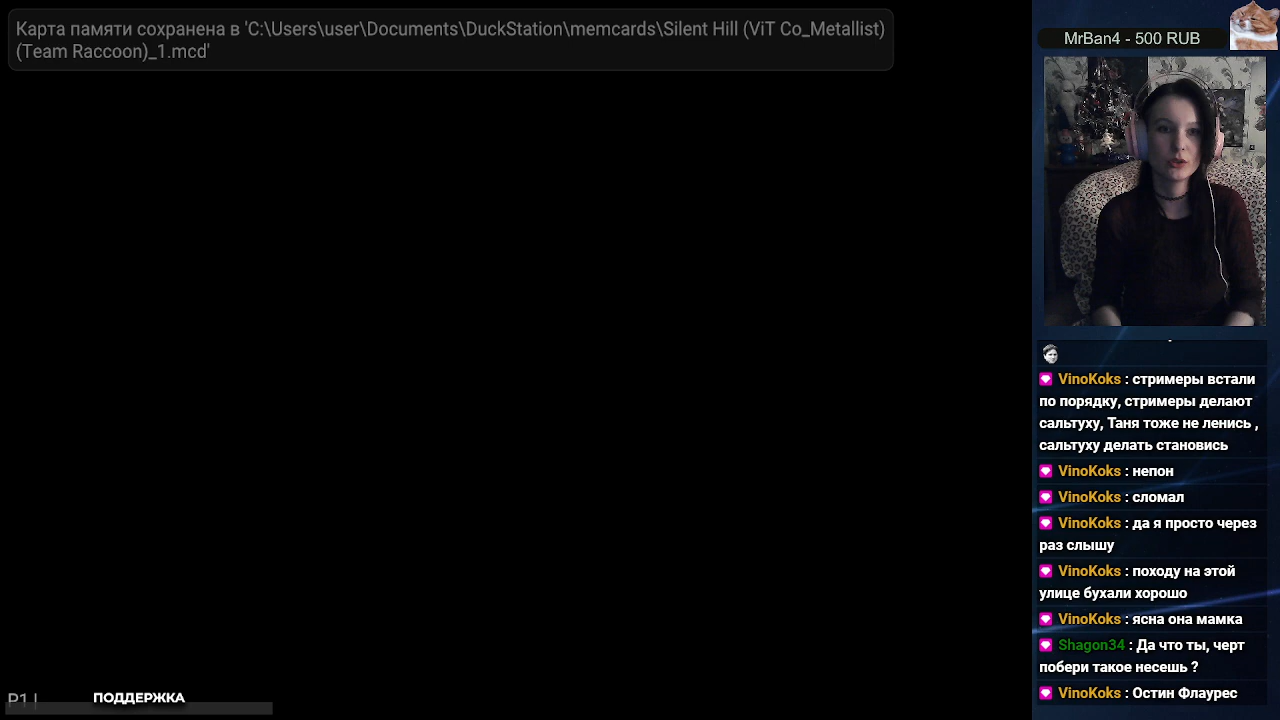 Карта памяти сохранена в 'C:\Users\user\Documents\DuckStation\memcards\Silent Hill (ViT Co_Metallist)
(Team Raccoon)_1.mcd'
MrBan4 - 500 RUB
VinoKoks : стримеры встали
по порядку, стримеры делают
сальтуху, Таня тоже не ленись ,
сальтуху делать становись
VinoKoks : непон
VinoKoks : сломал
VinoKoks : да я просто через
раз слышу
VinoKoks : походу на этой
улице бухали хорошо
VinoKoks : ясна она мамка
Shagon34 : Да что ты, черт
побери такое несешь ?
VinoKoks : Остин Флаурес
ПОДДЕРЖКА